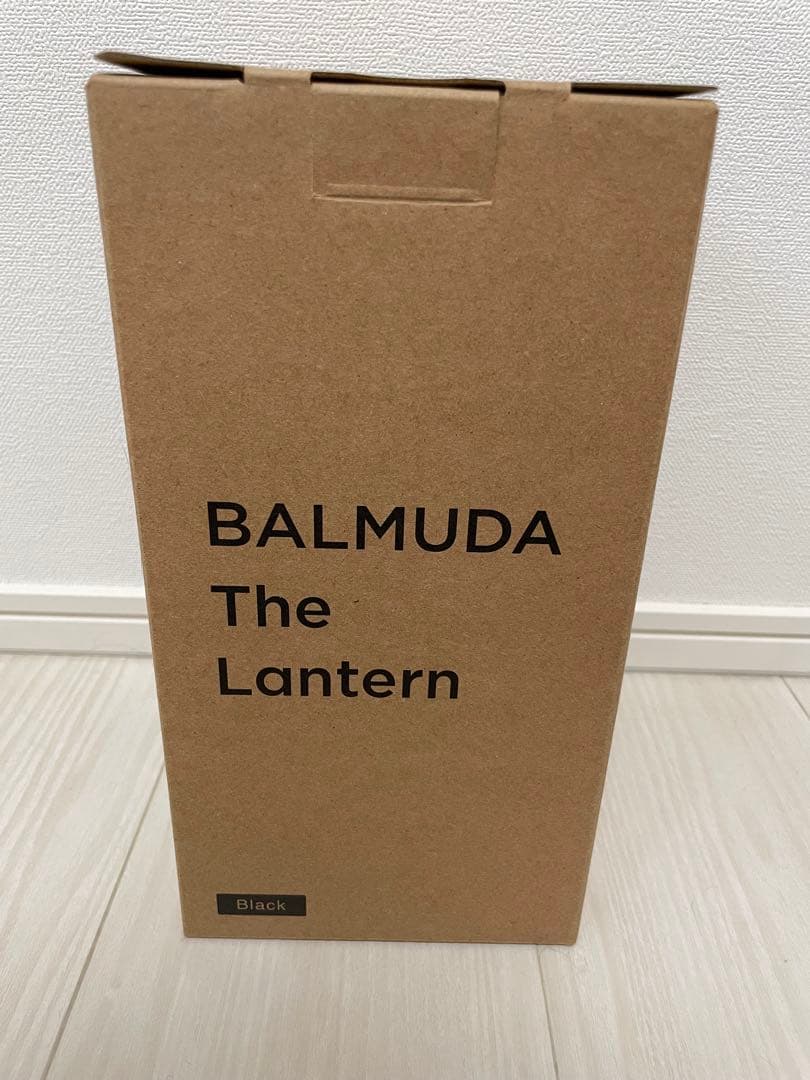 BALMUDA
The
Lantern
Black